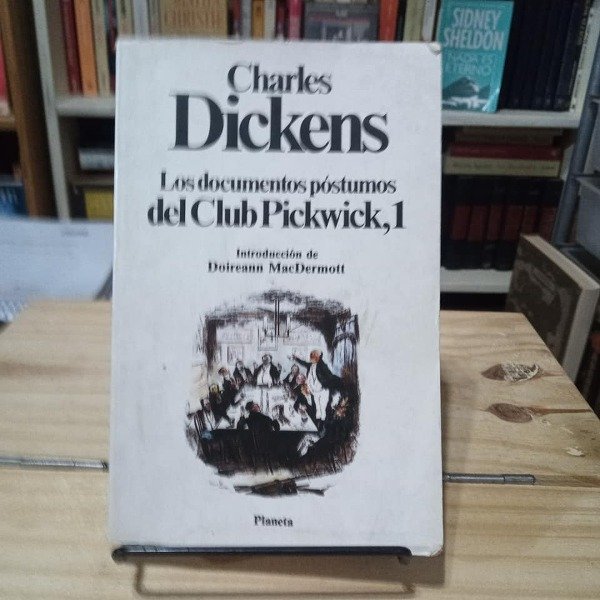 Charles
Dickens
Los documentos póstumos
del Club Pickwick,1
Introducción de
Doireann MacDermott
Planeta
SIDNEY
SHELDON